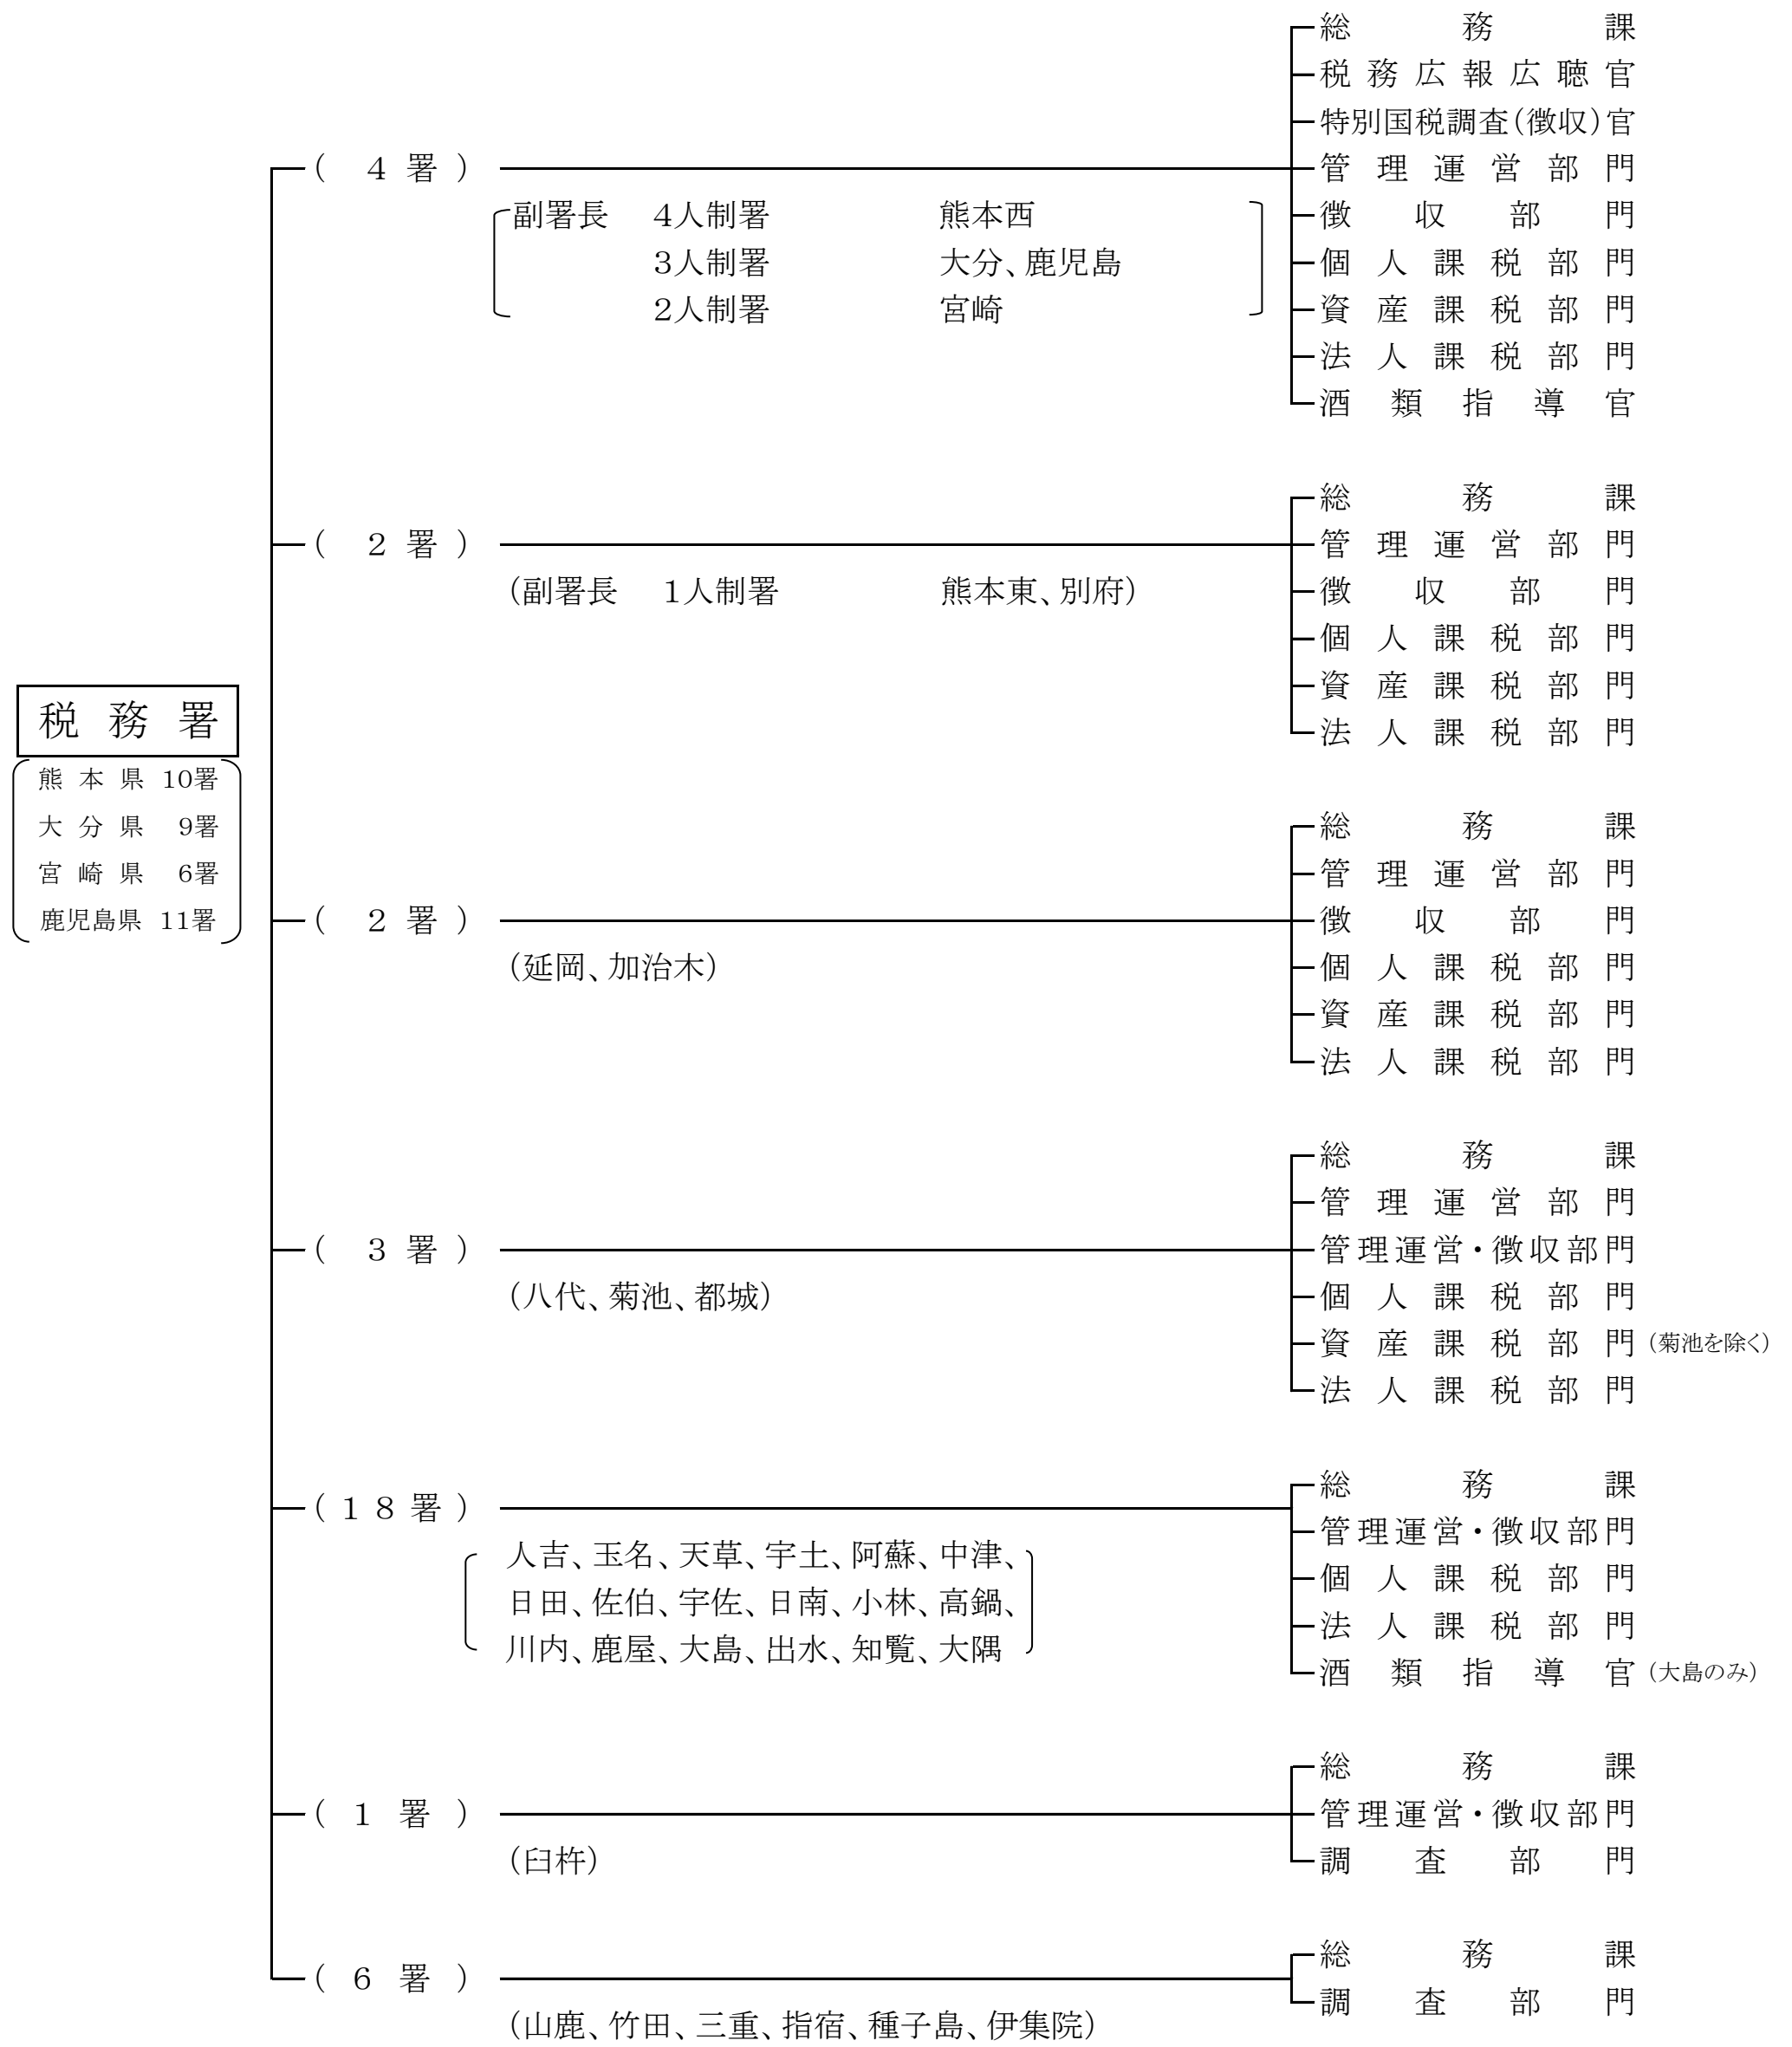 税務署
熊本県 10署
大分県 9署
宮崎県 6署
鹿児島県 11署
( 4署 )
副署長 4人制署 熊本西
3人制署 大分、鹿児島
2人制署 宮崎
総務課
税務広報広聴官
特別国税調査(徴収)官
管理運営部門
徴収部門
個人課税部門
資産課税部門
法人課税部門
酒類指導官
( 2署 )
(副署長 1人制署 熊本東、別府)
総務課
管理運営部門
徴収部門
個人課税部門
資産課税部門
法人課税部門
( 2署 )
(延岡、加治木)
総務課
管理運営部門
徴収部門
個人課税部門
資産課税部門
法人課税部門
( 3署 )
(八代、菊池、都城)
総務課
管理運営部門
管理運営・徴収部門
個人課税部門
資産課税部門(菊池を除く)
法人課税部門
( 18署 )
人吉、玉名、天草、宇土、阿蘇、中津、
日田、佐伯、宇佐、日南、小林、高鍋、
川内、鹿屋、大島、出水、知覧、大隅
総務課
管理運営・徴収部門
個人課税部門
法人課税部門
酒類指導官(大島のみ)
( 1署 )
(臼杵)
総務課
管理運営・徴収部門
調査部門
( 6署 )
(山鹿、竹田、三重、指宿、種子島、伊集院)
総務課
調査部門